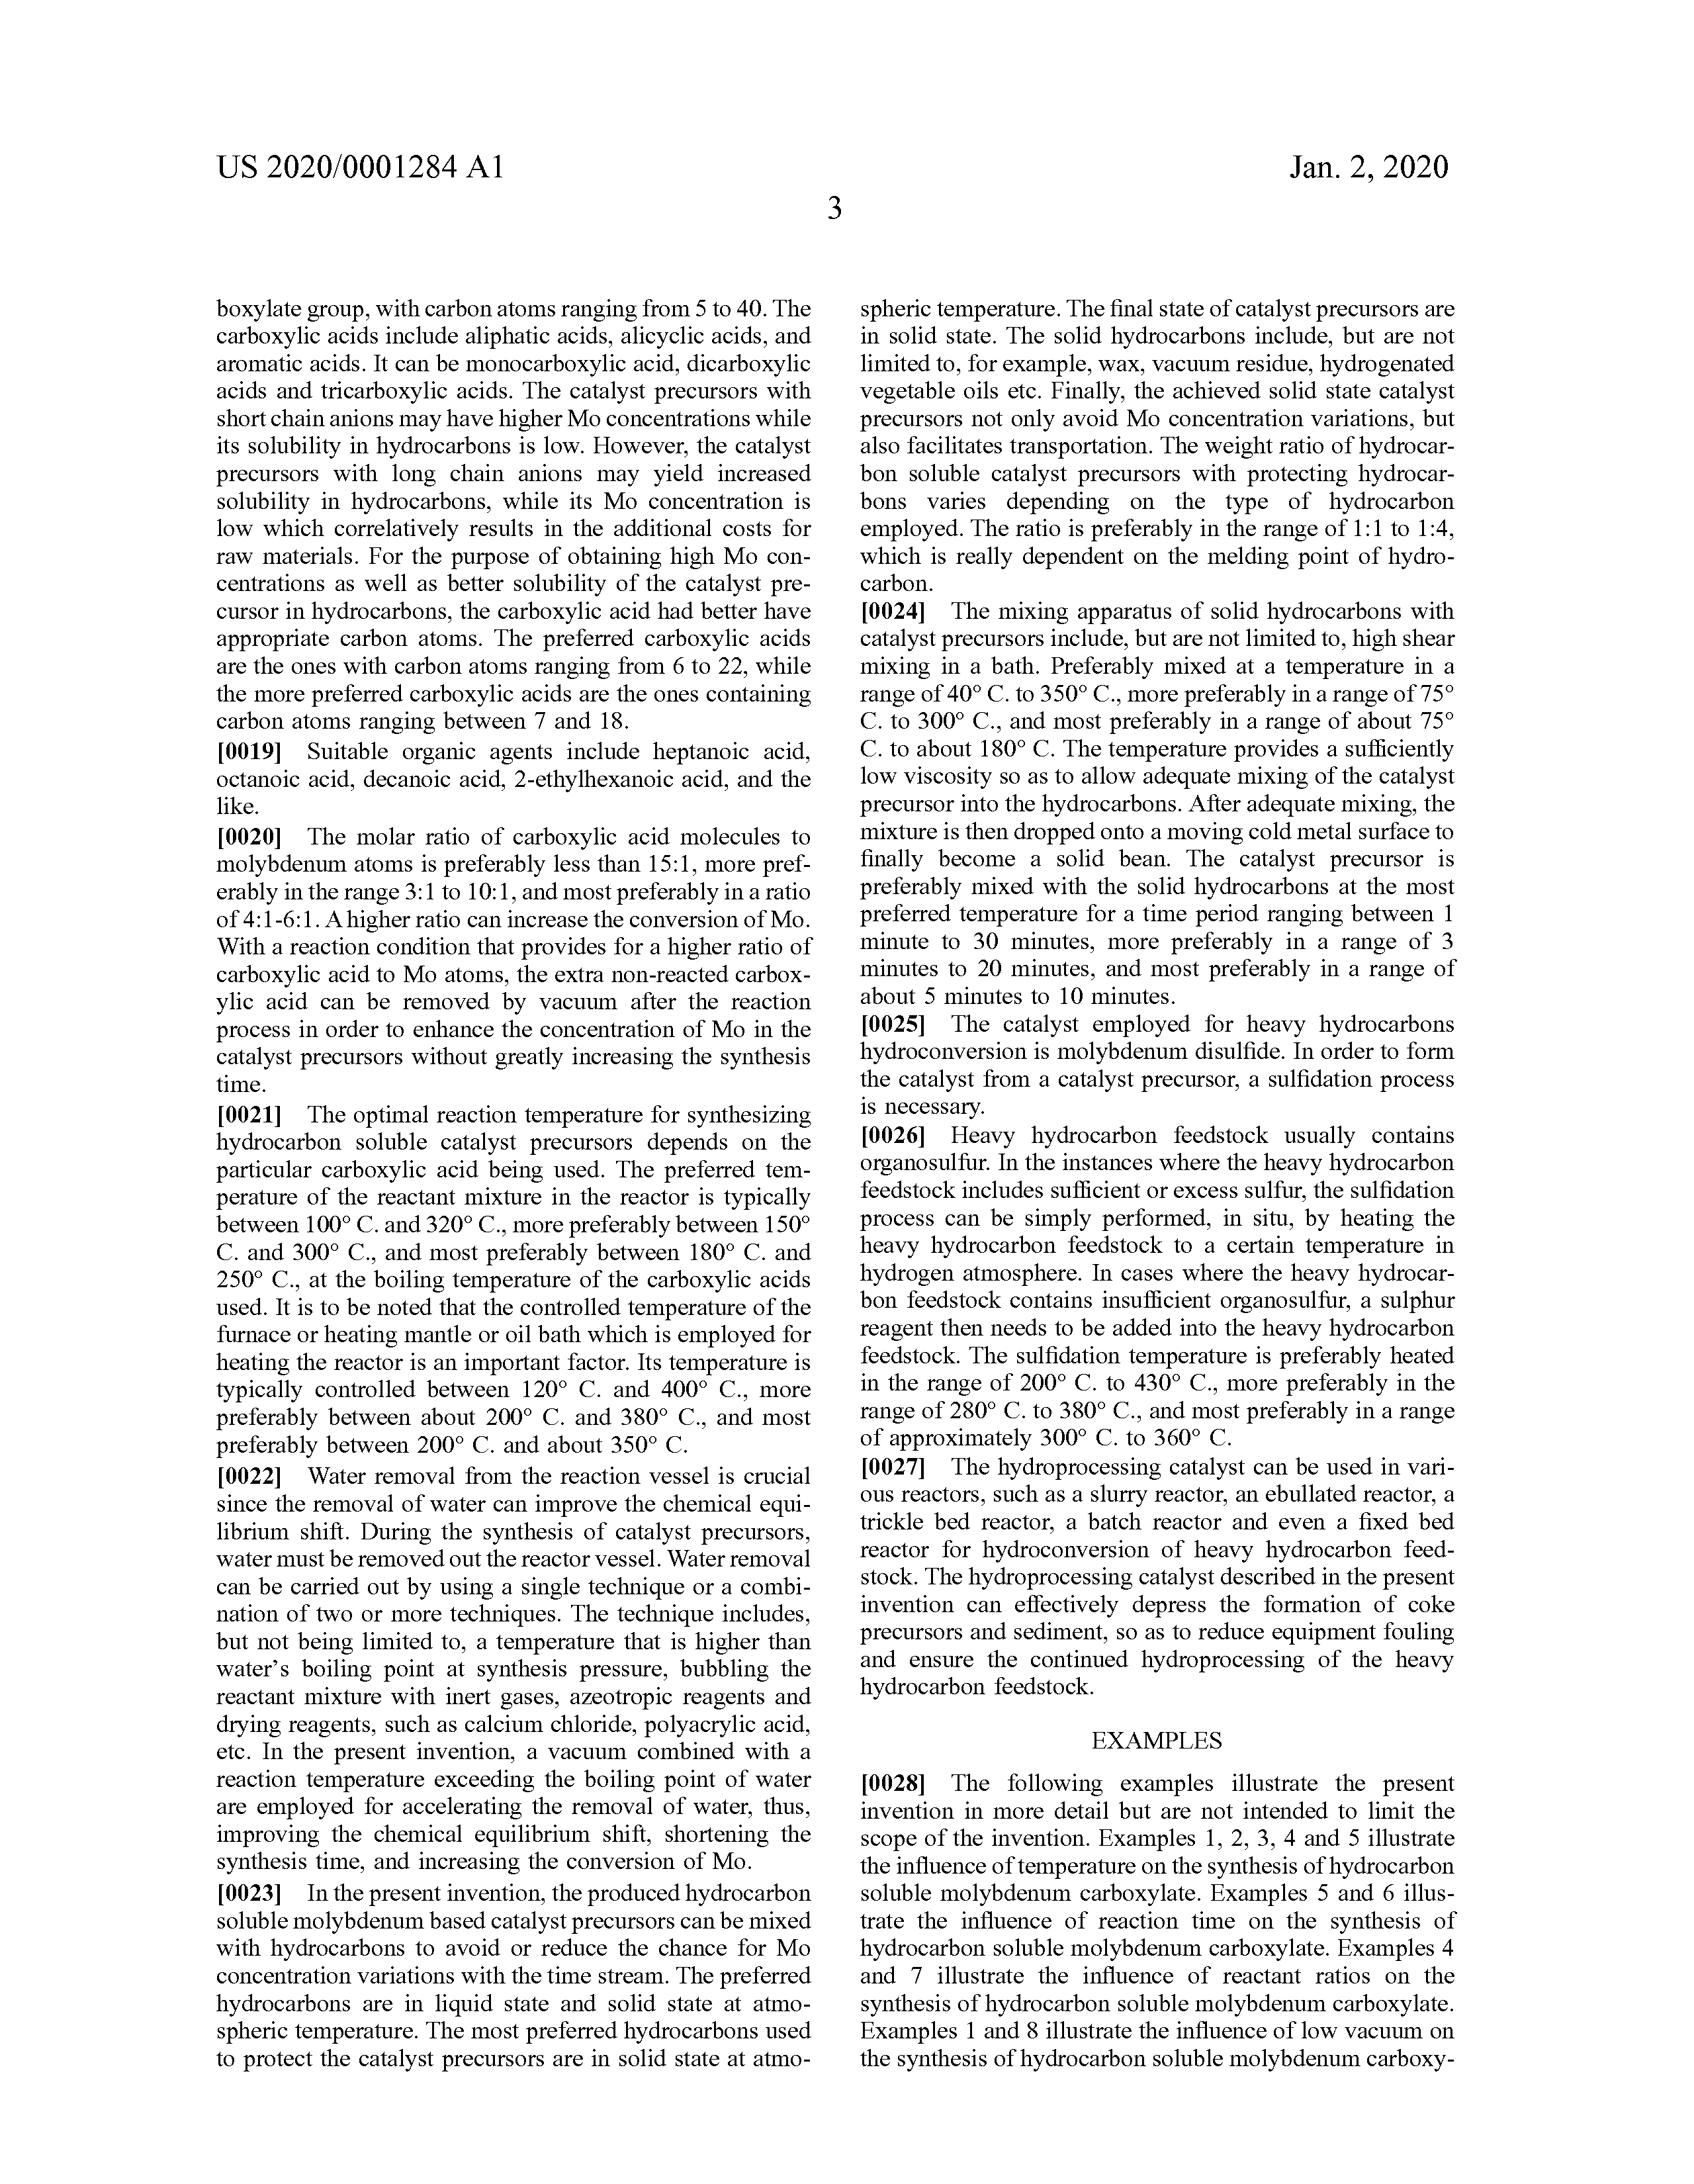 US 2020/0001284 A1
Jan. 2, 2020
3
boxylate group, with carbon atoms ranging from 5 to 40. The
carboxylic acids include aliphatic acids, alicyclic acids, and
aromatic acids. It can be monocarboxylic acid, dicarboxylic
acids and tricarboxylic acids. The catalyst precursors with
short chain anions may have higher Mo concentrations while
its solubility in hydrocarbons is low. However, the catalyst
precursors with long chain anions may yield increased
solubility in hydrocarbons, while its Mo concentration is
low which correlatively results in the additional costs for
raw materials. For the purpose of obtaining high Mo con-
centrations as well as better solubility of the catalyst pre-
cursor in hydrocarbons, the carboxylic acid had better have
appropriate carbon atoms. The preferred carboxylic acids
are the ones with carbon atoms ranging from 6 to 22, while
the more preferred carboxylic acids are the ones containing
carbon atoms ranging between 7 and 18.
[0019] Suitable organic agents include heptanoic acid,
octanoic acid, decanoic acid, 2-ethylhexanoic acid, and the
like.
[0020] The molar ratio of carboxylic acid molecules to
molybdenum atoms is preferably less than 15:1, more pref-
erably in the range 3:1 to 10:1, and most preferably in a ratio
of 4:1-6:1. A higher ratio can increase the conversion of Mo.
With a reaction condition that provides for a higher ratio of
carboxylic acid to Mo atoms, the extra non-reacted carbox-
ylic acid can be removed by vacuum after the reaction
process in order to enhance the concentration of Mo in the
catalyst precursors without greatly increasing the synthesis
time.
[0021] The optimal reaction temperature for synthesizing
hydrocarbon soluble catalyst precursors depends on the
particular carboxylic acid being used. The preferred tem-
perature of the reactant mixture in the reactor is typically
between 100° C. and 320° C., more preferably between 150°
C. and 300° C., and most preferably between 180° C. and
250° C., at the boiling temperature of the carboxylic acids
used. It is to be noted that the controlled temperature of the
furnace or heating mantle or oil bath which is employed for
heating the reactor is an important factor. Its temperature is
typically controlled between 120° C. and 400° C., more
preferably between about 200° C. and 380° C., and most
preferably between 200° C. and about 350° C.
[0022] Water removal from the reaction vessel is crucial
since the removal of water can improve the chemical equi-
librium shift. During the synthesis of catalyst precursors,
water must be removed out the reactor vessel. Water removal
can be carried out by using a single technique or a combi-
nation of two or more techniques. The technique includes,
but not being limited to, a temperature that is higher than
water's boiling point at synthesis pressure, bubbling the
reactant mixture with inert gases, azeotropic reagents and
drying reagents, such as calcium chloride, polyacrylic acid,
etc. In the present invention, a vacuum combined with a
reaction temperature exceeding the boiling point of water
are employed for accelerating the removal of water, thus,
improving the chemical equilibrium shift, shortening the
synthesis time, and increasing the conversion of Mo.
[0023] In the present invention, the produced hydrocarbon
soluble molybdenum based catalyst precursors can be mixed
with hydrocarbons to avoid or reduce the chance for Mo
concentration variations with the time stream. The preferred
hydrocarbons are in liquid state and solid state at atmo-
spheric temperature. The most preferred hydrocarbons used
to protect the catalyst precursors are in solid state at atmo-
spheric temperature. The final state of catalyst precursors are
in solid state. The solid hydrocarbons include, but are not
limited to, for example, wax, vacuum residue, hydrogenated
vegetable oils etc. Finally, the achieved solid state catalyst
precursors not only avoid Mo concentration variations, but
also facilitates transportation. The weight ratio of hydrocar-
bon soluble catalyst precursors with protecting hydrocar-
bons varies depending on the type of hydrocarbon
employed. The ratio is preferably in the range of 1:1 to 1:4,
which is really dependent on the melding point of hydro-
carbon.
[0024] The mixing apparatus of solid hydrocarbons with
catalyst precursors include, but are not limited to, high shear
mixing in a bath. Preferably mixed at a temperature in a
range of 40° C. to 350° C., more preferably in a range of 75°
C. to 300° C., and most preferably in a range of about 75°
C. to about 180° C. The temperature provides a sufficiently
low viscosity so as to allow adequate mixing of the catalyst
precursor into the hydrocarbons. After adequate mixing, the
mixture is then dropped onto a moving cold metal surface to
finally become a solid bean. The catalyst precursor is
preferably mixed with the solid hydrocarbons at the most
preferred temperature for a time period ranging between 1
minute to 30 minutes, more preferably in a range of 3
minutes to 20 minutes, and most preferably in a range of
about 5 minutes to 10 minutes.
[0025] The catalyst employed for heavy hydrocarbons
hydroconversion is molybdenum disulfide. In order to form
the catalyst from a catalyst precursor, a sulfidation process
is necessary.
[0026] Heavy hydrocarbon feedstock usually contains
organosulfur. In the instances where the heavy hydrocarbon
feedstock includes sufficient or excess sulfur, the sulfidation
process can be simply performed, in situ, by heating the
heavy hydrocarbon feedstock to a certain temperature in
hydrogen atmosphere. In cases where the heavy hydrocar-
bon feedstock contains insufficient organosulfur, a sulphur
reagent then needs to be added into the heavy hydrocarbon
feedstock. The sulfidation temperature is preferably heated
in the range of 200° C. to 430° C., more preferably in the
range of 280° C. to 380° C., and most preferably in a range
of approximately 300° C. to 360° C.
[0027] The hydroprocessing catalyst can be used in vari-
ous reactors, such as a slurry reactor, an ebullated reactor, a
trickle bed reactor, a batch reactor and even a fixed bed
reactor for hydroconversion of heavy hydrocarbon feed-
stock. The hydroprocessing catalyst described in the present
invention can effectively depress the formation of coke
precursors and sediment, so as to reduce equipment fouling
and ensure the continued hydroprocessing of the heavy
hydrocarbon feedstock.
EXAMPLES
[0028] The following examples illustrate the present
invention in more detail but are not intended to limit the
scope of the invention. Examples 1, 2, 3, 4 and 5 illustrate
the influence of temperature on the synthesis of hydrocarbon
soluble molybdenum carboxylate. Examples 5 and 6 illus-
trate the influence of reaction time on the synthesis of
hydrocarbon soluble molybdenum carboxylate. Examples 4
and 7 illustrate the influence of reactant ratios on the
synthesis of hydrocarbon soluble molybdenum carboxylate.
Examples 1 and 8 illustrate the influence of low vacuum on
the synthesis of hydrocarbon soluble molybdenum carboxy-